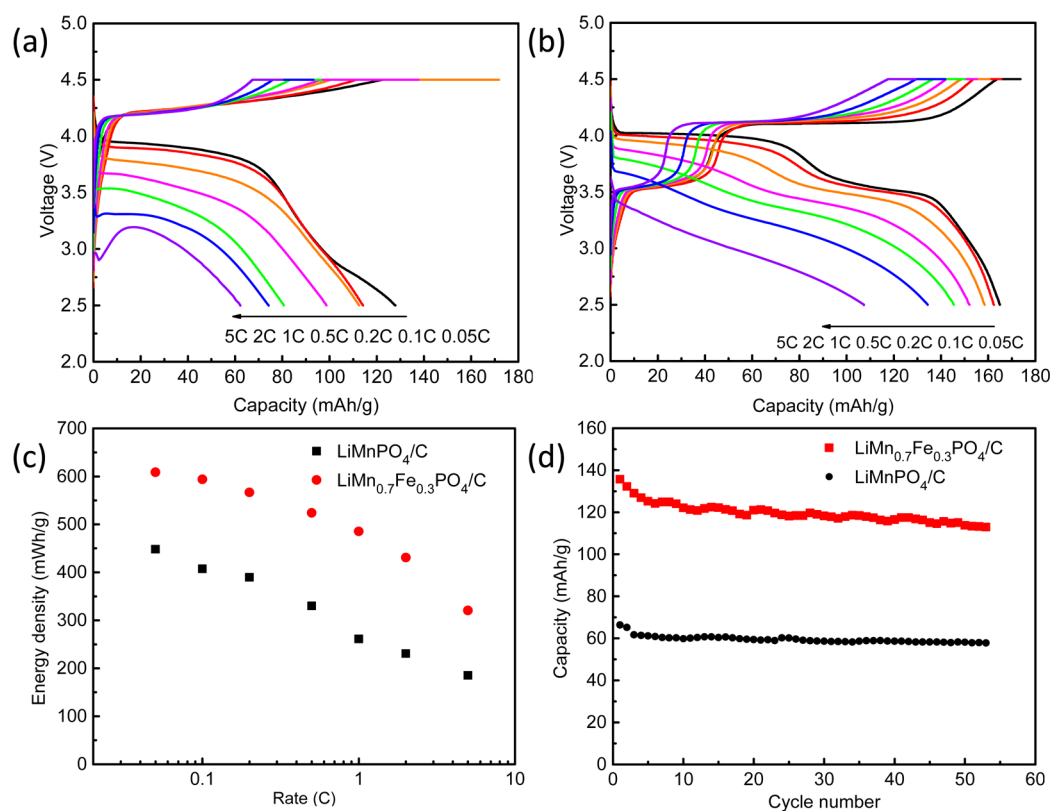 (a)
5.0
4.5
4.0
3.5
3.0
2.5
2.0
Voltage (V)
5C 2C 1C 0.5C 0.2C 0.1C 0.05C
0 20 40 60 80 100 120 140 160 180
Capacity (mAh/g)
(b)
5.0
4.5
4.0
3.5
3.0
2.5
2.0
Voltage (V)
5C 2C 1C 0.5C 0.2C 0.1C 0.05C
0 20 40 60 80 100 120 140 160 180
Capacity (mAh/g)
(c)
700
600
500
400
300
200
100
0
Energy density (mWh/g)
LiMnPO₄/C
LiMn₀.₇Fe₀.₃PO₄/C
0.1 1 10
Rate (C)
(d)
160
140
120
100
80
60
40
20
0
Capacity (mAh/g)
LiMn₀.₇Fe₀.₃PO₄/C
LiMnPO₄/C
0 10 20 30 40 50 60
Cycle number